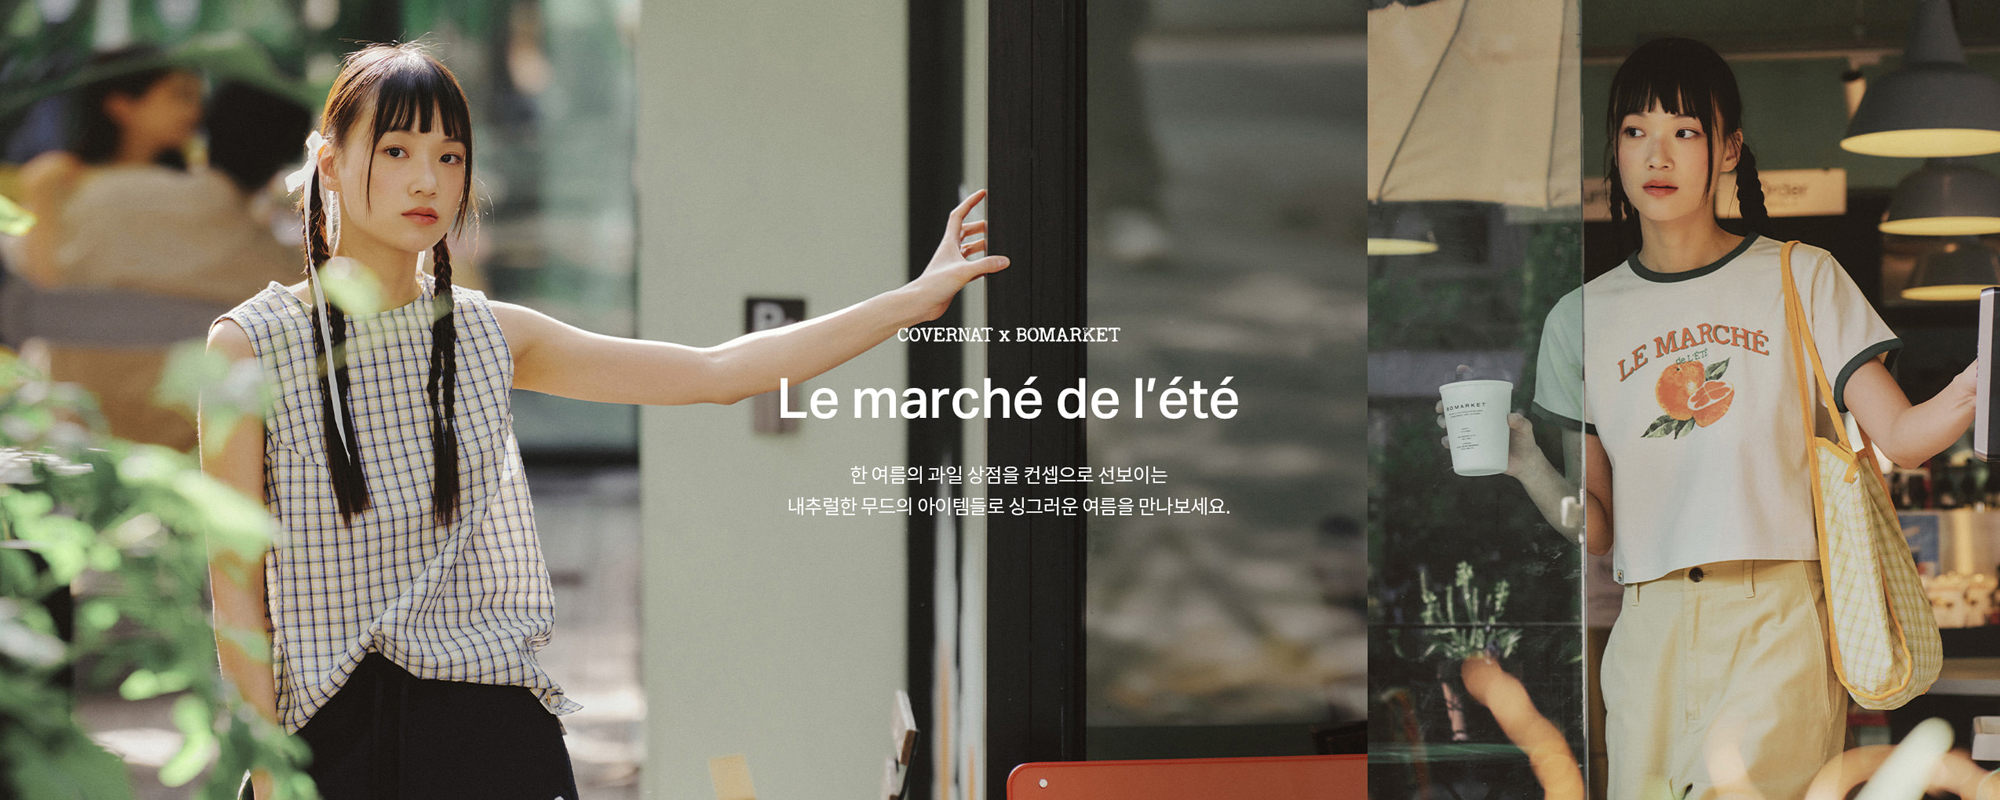 COVERNAT x BOMARKET
Le marché de l'été
한 여름의 과일 상점을 컨셉으로 선보이는
내추럴한 무드의 아이템들로 싱그러운 여름을 만나보세요.
LE MARCHÉ
de L'ÉTÉ
BOMARKET